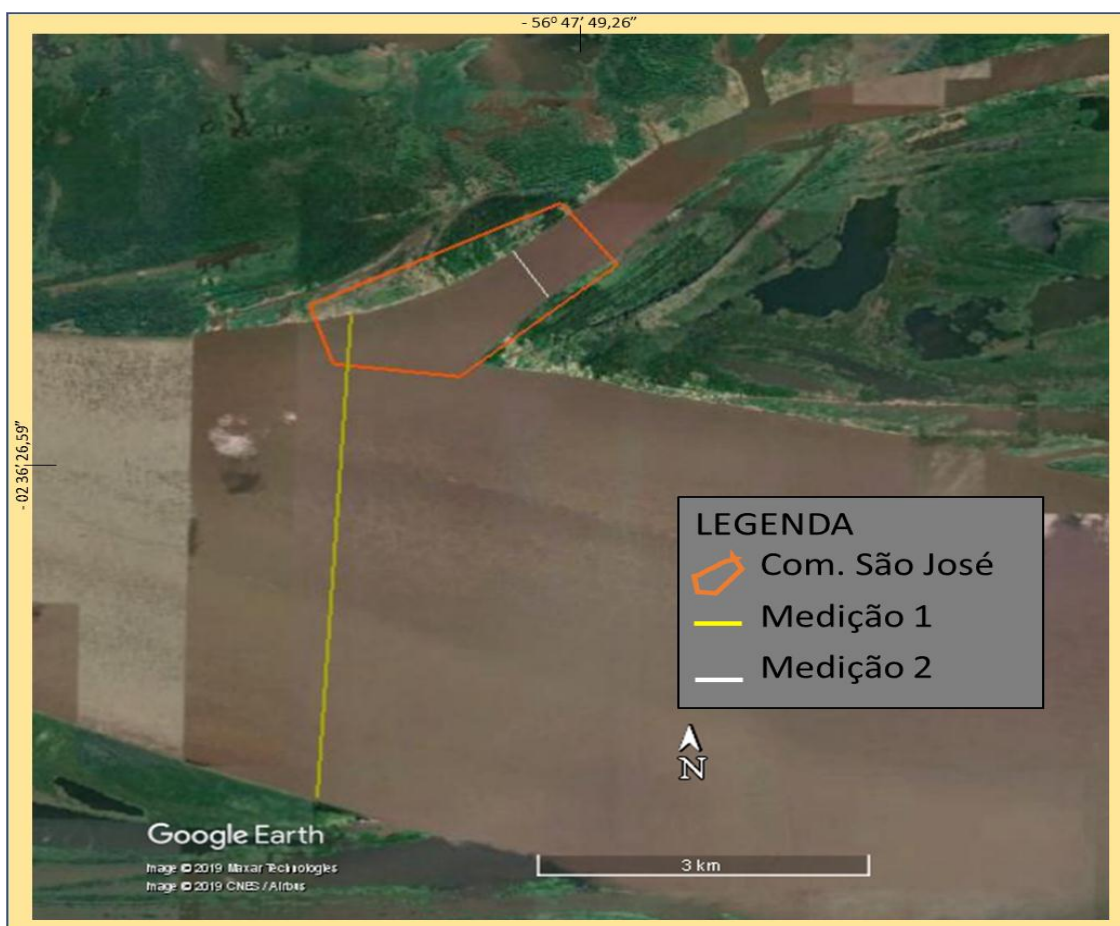 - 56º 47’ 49,26”
- 02 36’ 26,59”
LEGENDA
Com. São José
Medição 1
Medição 2
N
Google Earth
Image © 2019 Maxar Technologies
Image © 2019 CNES / Airbus
3 km